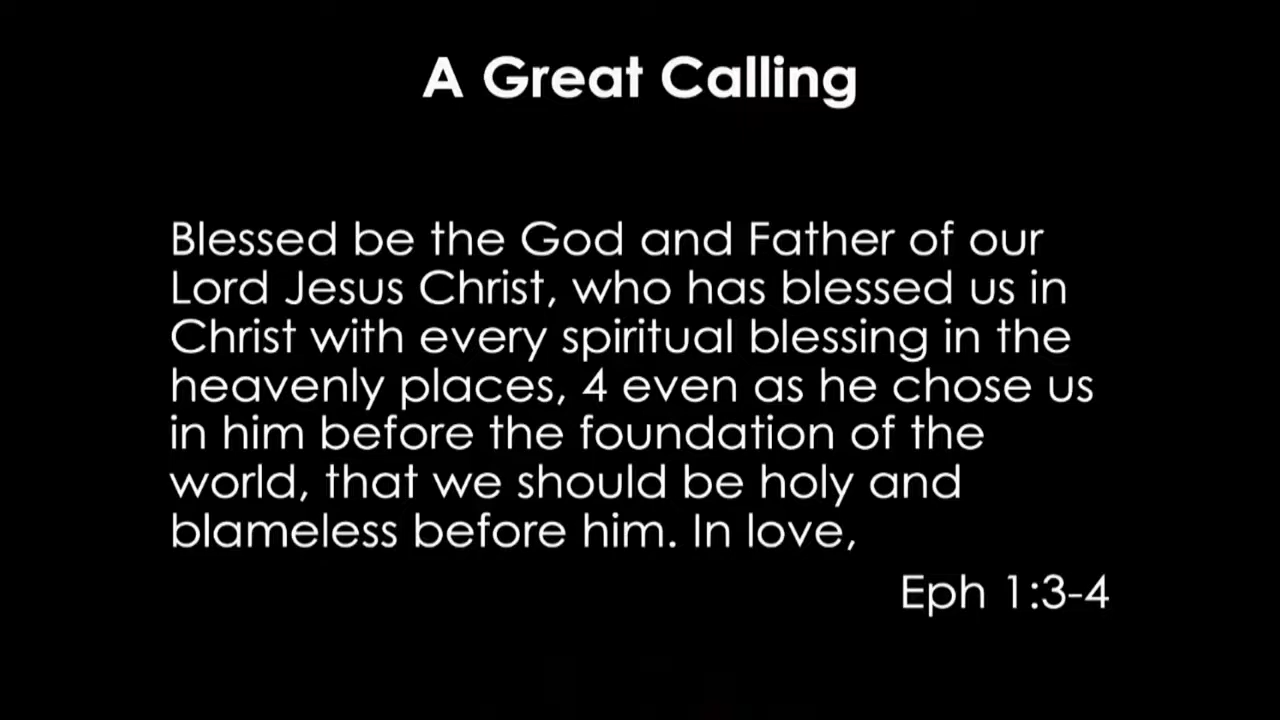 A Great Calling
Blessed be the God and Father of our
Lord Jesus Christ, who has blessed us in
Christ with every spiritual blessing in the
heavenly places, 4 even as he chose us
in him before the foundation of the
world, that we should be holy and
blameless before him. In love,
Eph 1:3-4